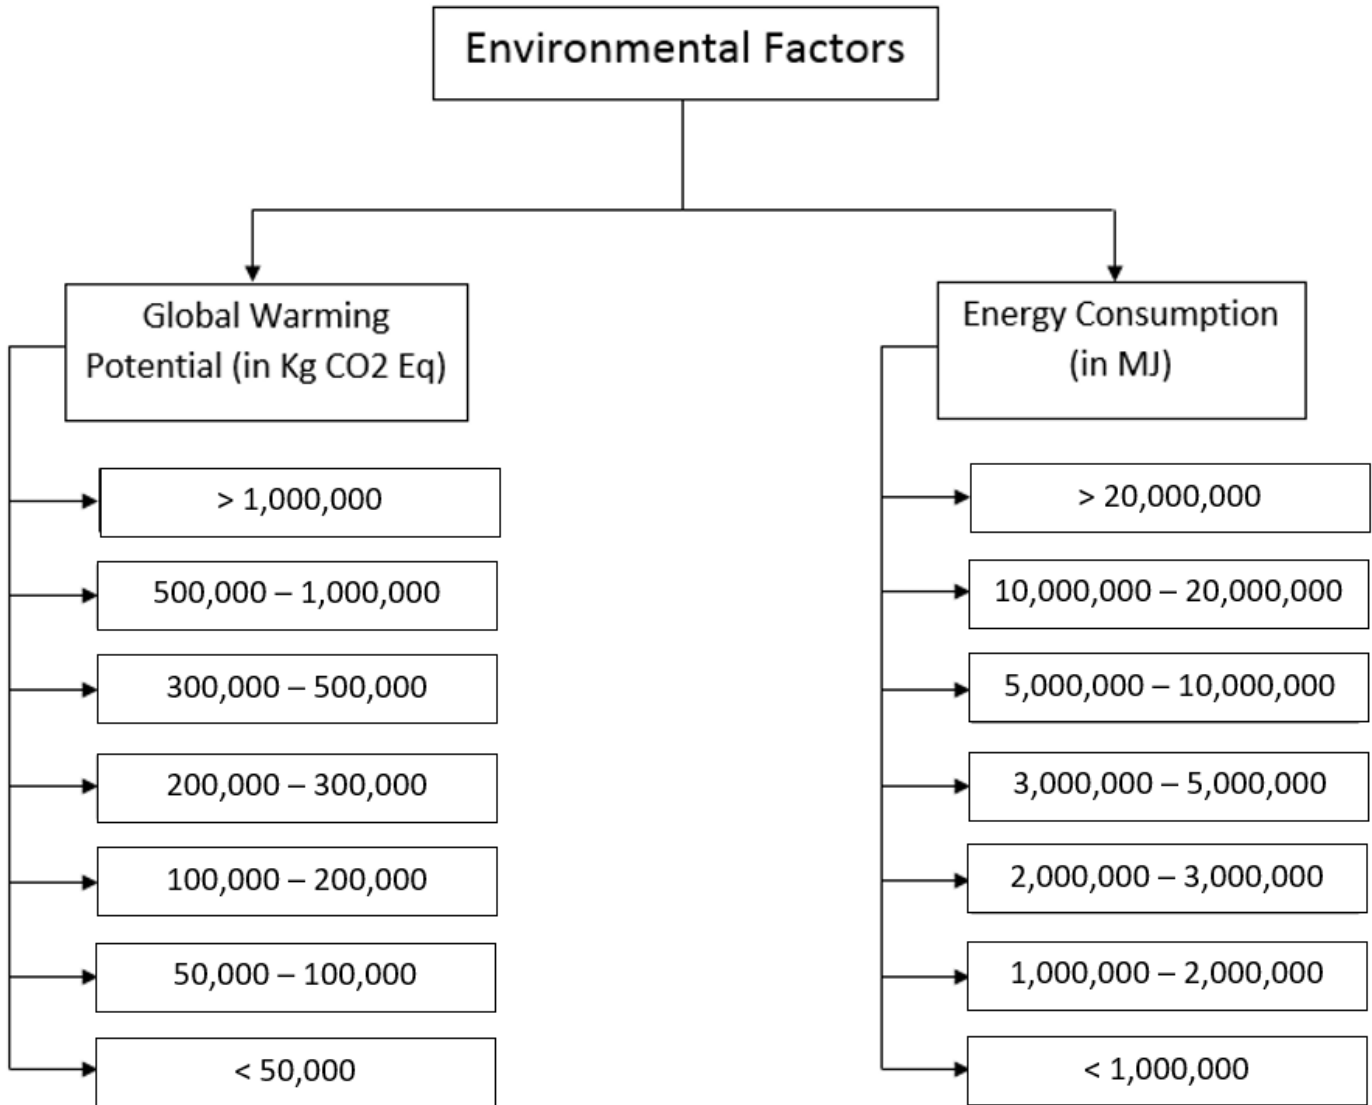 Environmental Factors
Global Warming
Potential (in Kg CO2 Eq)
> 1,000,000
500,000 – 1,000,000
300,000 – 500,000
200,000 – 300,000
100,000 – 200,000
50,000 – 100,000
< 50,000
Energy Consumption
(in MJ)
> 20,000,000
10,000,000 – 20,000,000
5,000,000 – 10,000,000
3,000,000 – 5,000,000
2,000,000 – 3,000,000
1,000,000 – 2,000,000
< 1,000,000